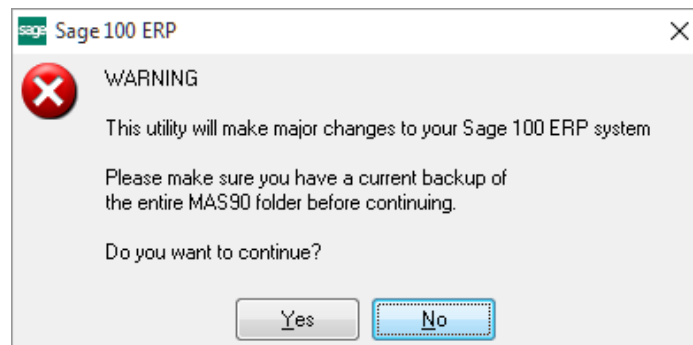 sage Sage 100 ERP
WARNING
This utility will make major changes to your Sage 100 ERP system
Please make sure you have a current backup of
the entire MAS90 folder before continuing.
Do you want to continue?
Yes No